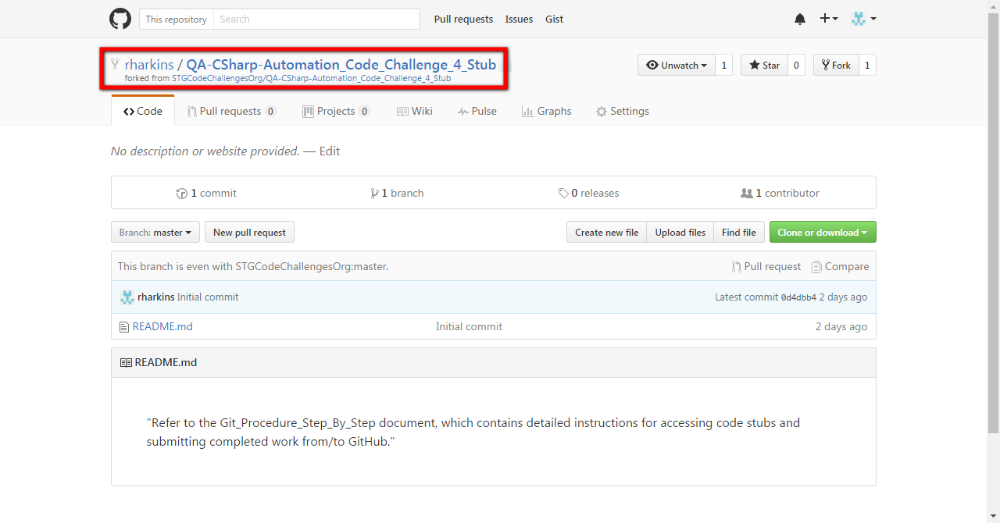 This repository Search Pull requests Issues Gist
rharkins / QA-CSharp-Automation_Code_Challenge_4_Stub
forked from STGCodeChallengesOrg/QA-CSharp-Automation_Code_Challenge_4_Stub
Unwatch 1 Star 0 Fork 1
Code Pull requests 0 Projects 0 Wiki Pulse Graphs Settings
No description or website provided. — Edit
1 commit 1 branch 0 releases 1 contributor
Branch: master New pull request Create new file Upload files Find file Clone or download
This branch is even with STGCodeChallengesOrg:master. Pull request Compare
rharkins Initial commit Latest commit 0d4dbb4 2 days ago
README.md Initial commit 2 days ago
README.md
"Refer to the Git_Procedure_Step_By_Step document, which contains detailed instructions for accessing code stubs and
submitting completed work from/to GitHub."